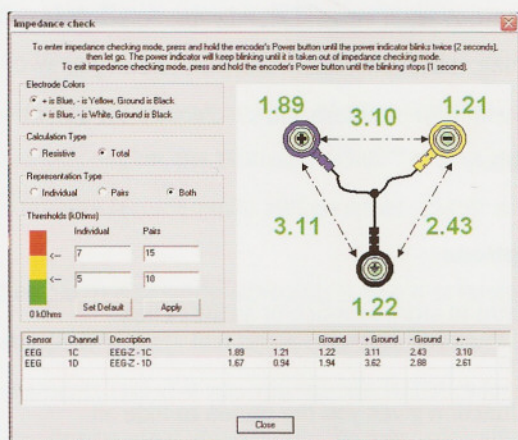 Impedance check
To enter impedance checking mode, press and hold the encoder's Power button until the power indicator blinks twice (2 seconds),
then let go. The power indicator will keep blinking until it is taken out of impedance checking mode.
To exit impedance checking mode, press and hold the encoder's Power button until the blinking stops (1 second).
Electrode Colors
+ is Blue, - is Yellow, Ground is Black
+ is Blue, - is White, Ground is Black
Calculation Type
Resistive Total
Representation Type
Individual Pairs Both
Thresholds (kOhms)
Individual Pairs
<-- 7 15
<-- 5 10
0 kOhms Set Default Apply
1.89 3.10 1.21
+ -
3.11 2.43
+
1.22
Sensor Channel Description + - Ground + Ground - Ground + -
EEG 1C EEG-Z - 1C 1.89 1.21 1.22 3.11 2.43 3.10
EEG 1D EEG-Z - 1D 1.67 0.94 1.94 3.62 2.88 2.61
Close